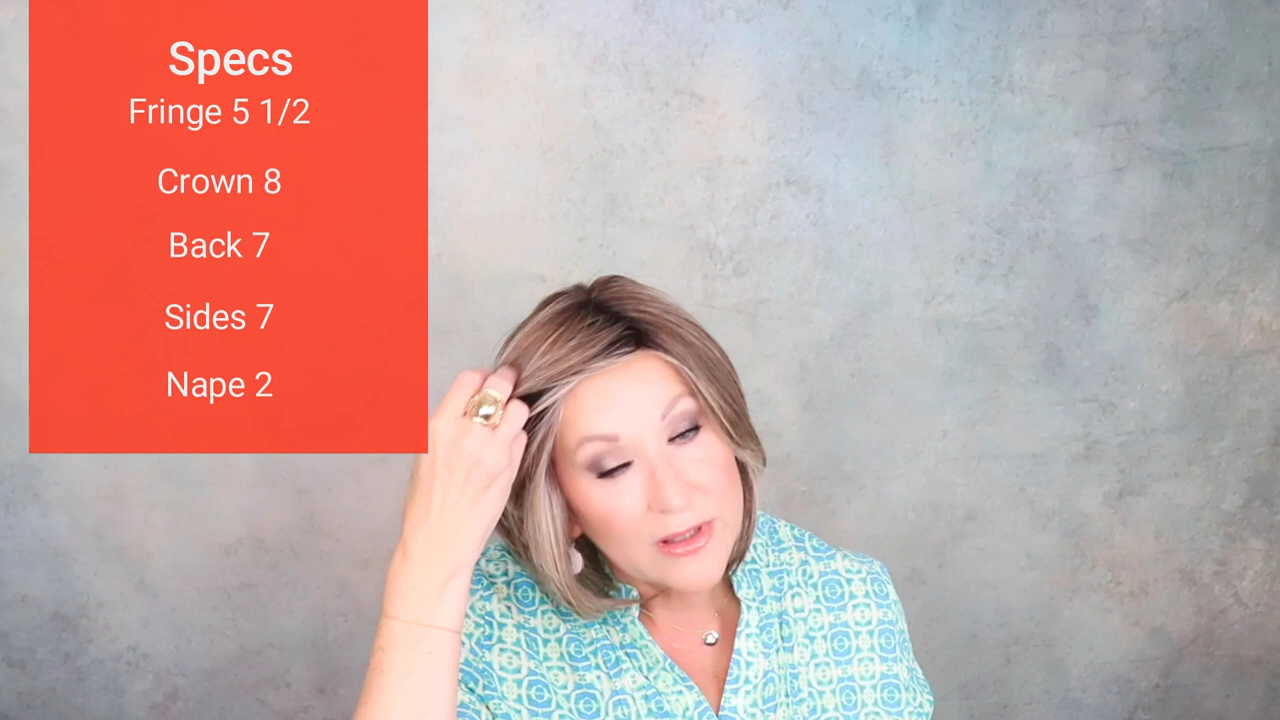 Specs
Fringe 5 1/2
Crown 8
Back 7
Sides 7
Nape 2